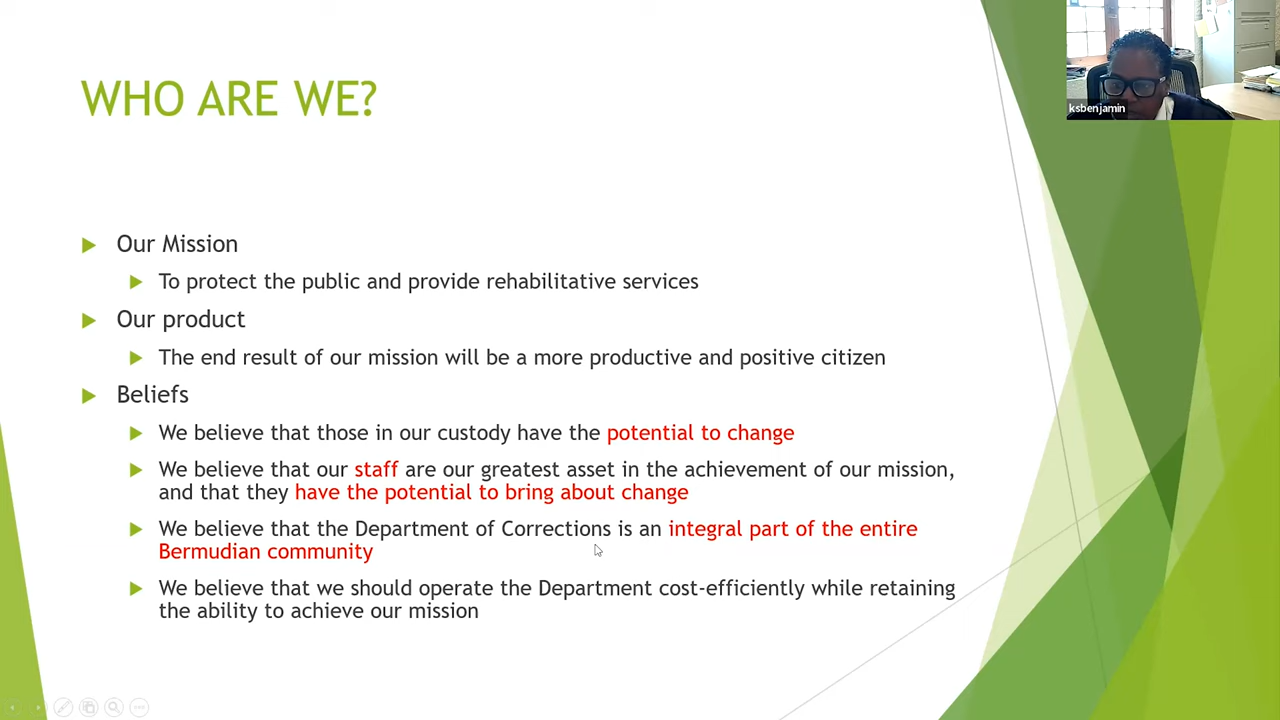 WHO ARE WE?
ksbenjamin
Our Mission
To protect the public and provide rehabilitative services
Our product
The end result of our mission will be a more productive and positive citizen
Beliefs
We believe that those in our custody have the potential to change
We believe that our staff are our greatest asset in the achievement of our mission,
and that they have the potential to bring about change
We believe that the Department of Corrections is an integral part of the entire
Bermudian community
We believe that we should operate the Department cost-efficiently while retaining
the ability to achieve our mission